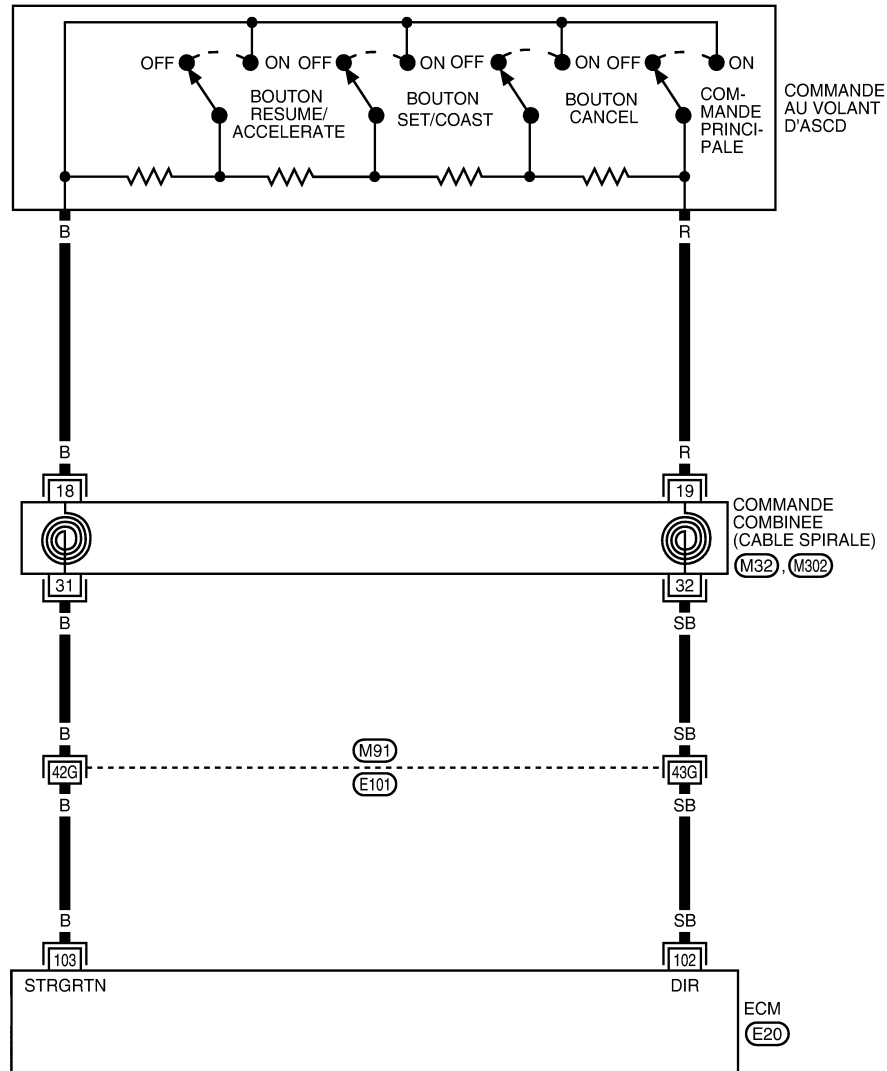 OFF ON OFF ON OFF ON OFF ON
BOUTON
RESUME/
ACCELERATE
BOUTON
SET/COAST
BOUTON
CANCEL
COM-
MANDE
PRINCI-
PALE
COMMANDE
AU VOLANT
D'ASCD
B R
B R
18 19
COMMANDE
COMBINEE
(CABLE SPIRALE)
M32 , M302
31 32
B SB
B SB
M91
42G 43G
E101
B SB
B SB
103 102
STRGRTN DIR
ECM
E20